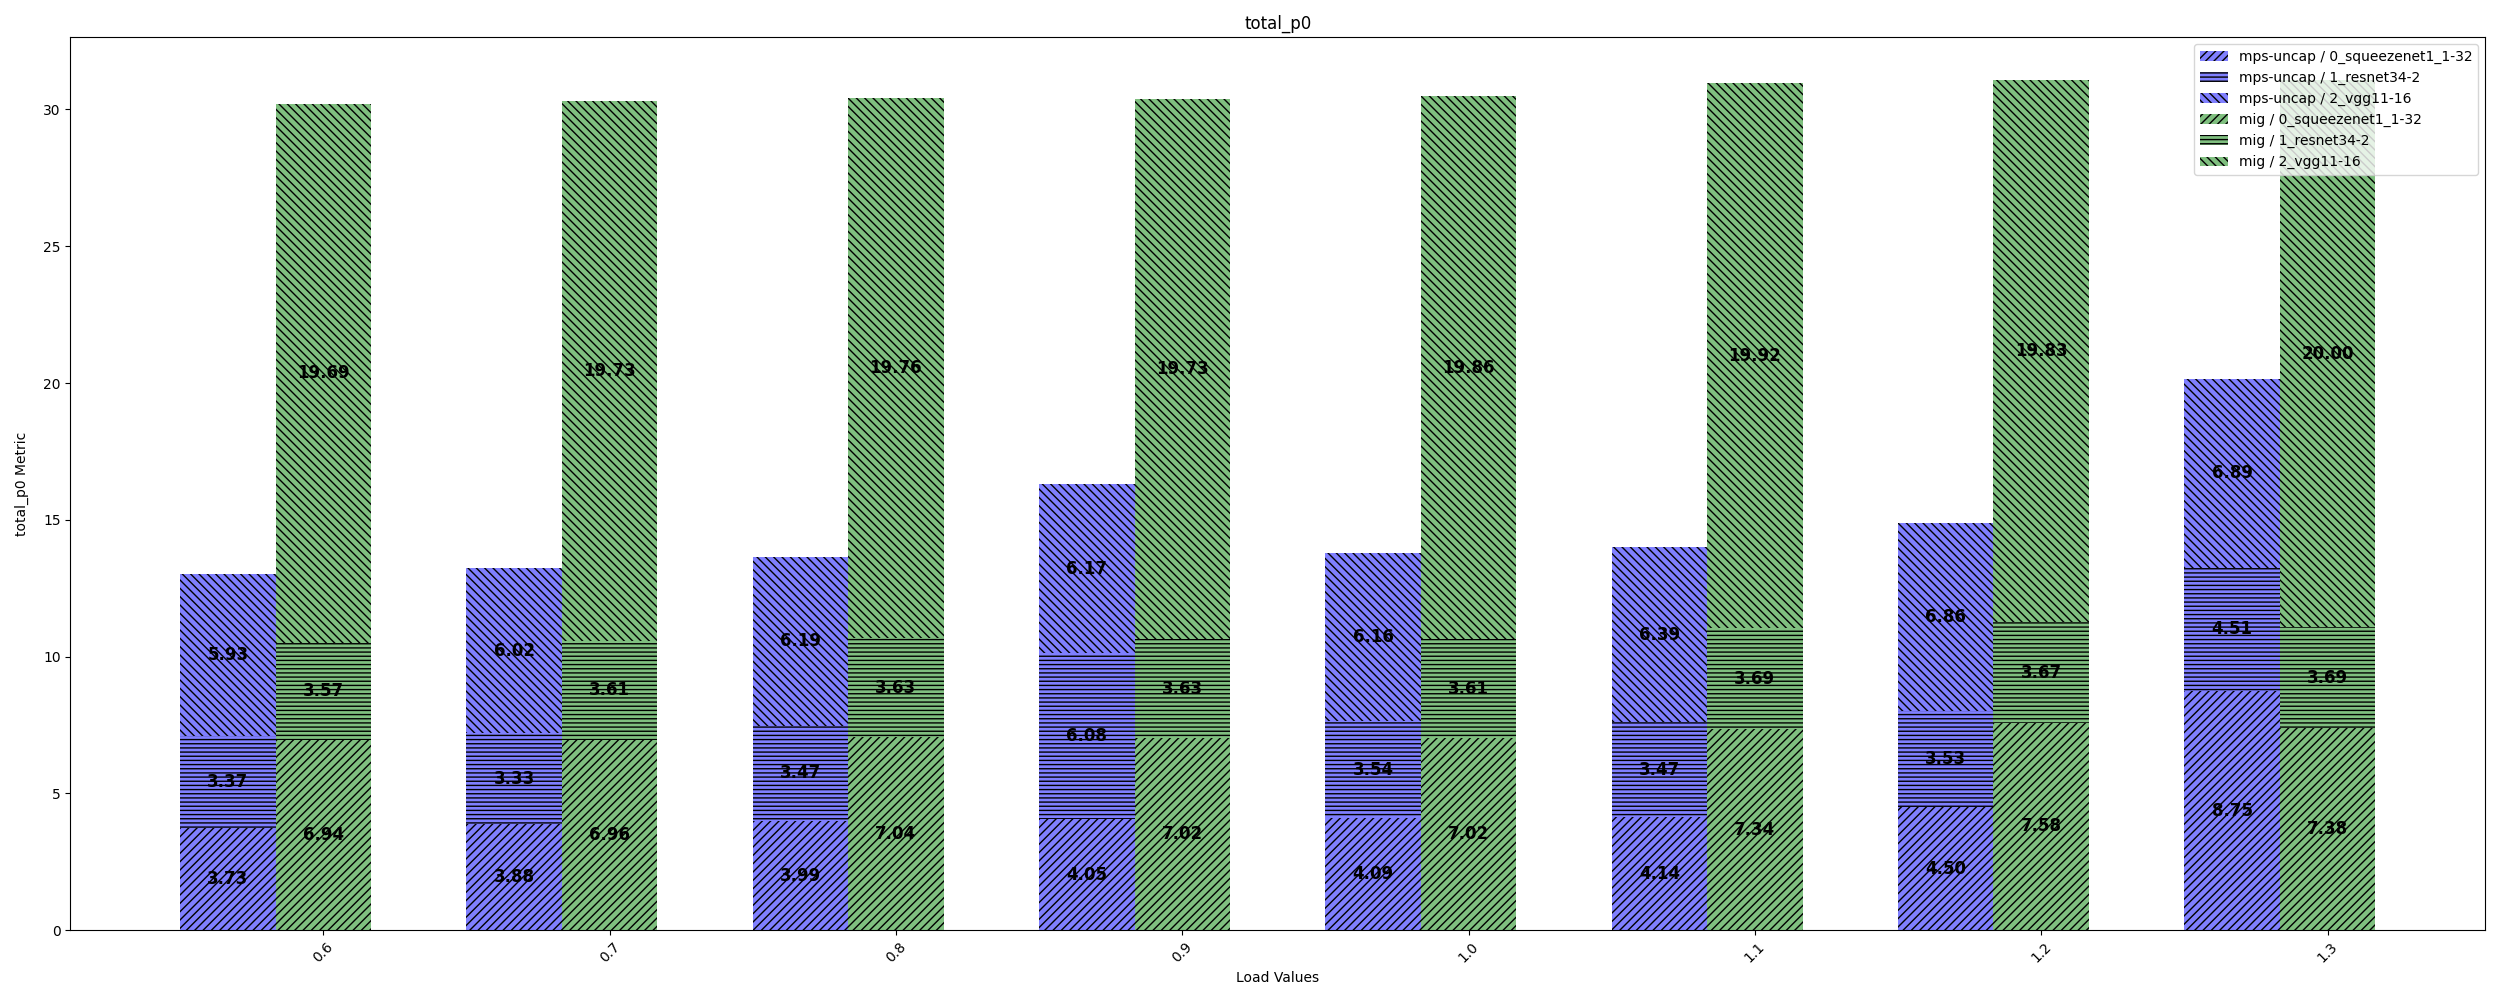 total_p0
mps-uncap / 0_squeezenet1_1-32
mps-uncap / 1_resnet34-2
mps-uncap / 2_vgg11-16
mig / 0_squeezenet1_1-32
mig / 1_resnet34-2
mig / 2_vgg11-16
total_p0 Metric
30
25
20
15
10
5
0
19.69 19.73 19.76 19.73 19.86 19.92 19.83 20.00
5.93 6.02 6.19 6.17 6.16 6.39 6.86 6.89
3.57 3.61 3.63 3.63 3.61 3.69 3.67 3.69
3.37 3.33 3.47 6.08 3.54 3.47 3.53 4.51
6.94 6.96 7.04 7.02 7.02 7.34 7.58 7.38
3.73 3.88 3.99 4.05 4.09 4.14 4.50 8.75
0.6 0.7 0.8 0.9 1.0 1.1 1.2 1.3
Load Values